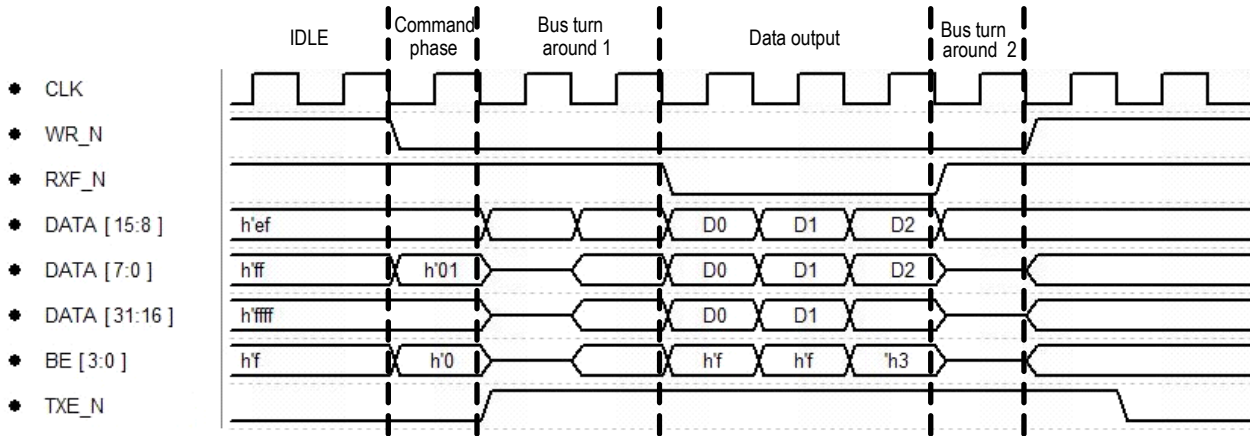 IDLE
Command
phase
Bus turn
around 1
Data output
Bus turn
around 2
CLK
WR_N
RXF_N
DATA [ 15:8 ] h'ef D0 D1 D2
DATA [ 7:0 ] h'ff h'01 D0 D1 D2
DATA [ 31:16 ] h'ffff D0 D1
BE [ 3:0 ] h'f h'0 h'f h'f 'h3
TXE_N